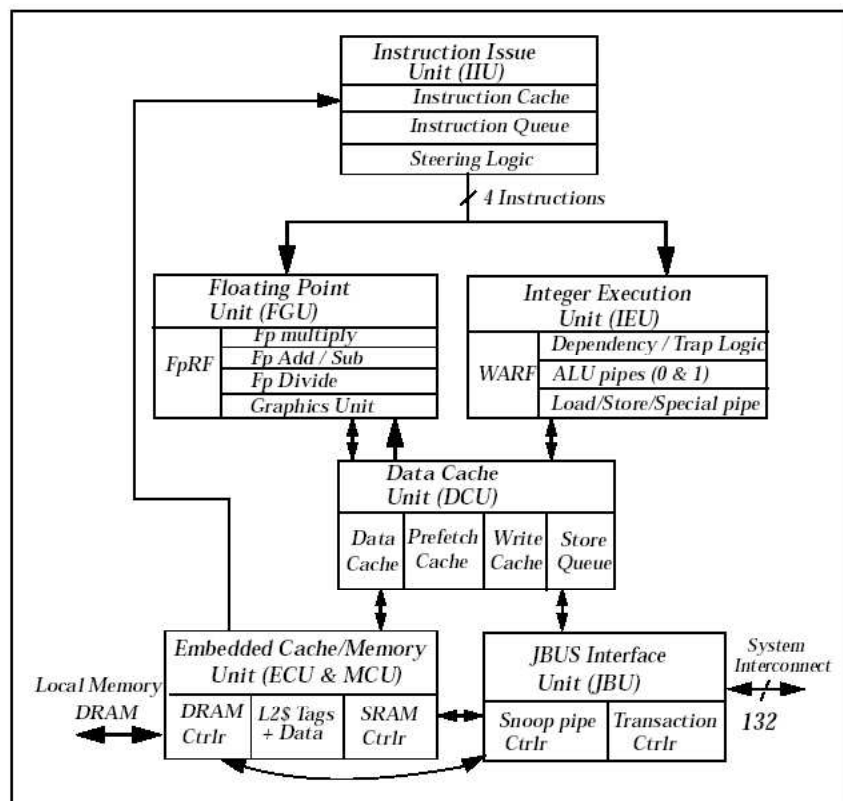 Instruction Issue
Unit (IIU)
Instruction Cache
Instruction Queue
Steering Logic
4 Instructions
Floating Point
Unit (FGU)
FpRF
Fp multiply
Fp Add / Sub
Fp Divide
Graphics Unit
Integer Execution
Unit (IEU)
WARF
Dependency / Trap Logic
ALU pipes (0 & 1)
Load/Store/Special pipe
Data Cache
Unit (DCU)
Data
Cache
Prefetch
Cache
Write
Cache
Store
Queue
Embedded Cache/Memory
Unit (ECU & MCU)
DRAM
Ctrlr
L2$ Tags
+ Data
SRAM
Ctrlr
JBUS Interface
Unit (JBU)
Snoop pipe
Ctrlr
Transaction
Ctrlr
Local Memory
DRAM
System
Interconnect
132